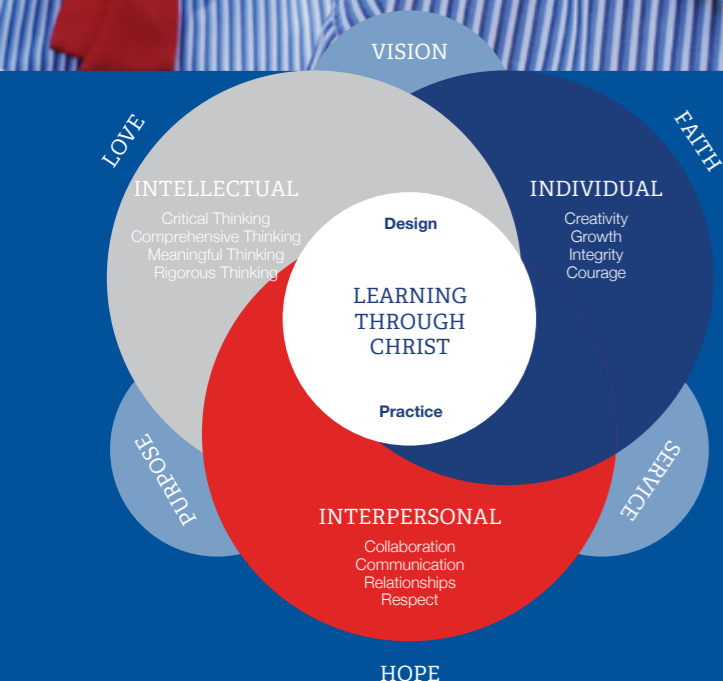 VISION
LOVE
FAITH
INTELLECTUAL
Critical Thinking
Comprehensive Thinking
Meaningful Thinking
Rigorous Thinking
INDIVIDUAL
Creativity
Growth
Integrity
Courage
Design
LEARNING
THROUGH
CHRIST
Practice
PURPOSE
SERVICE
INTERPERSONAL
Collaboration
Communication
Relationships
Respect
HOPE